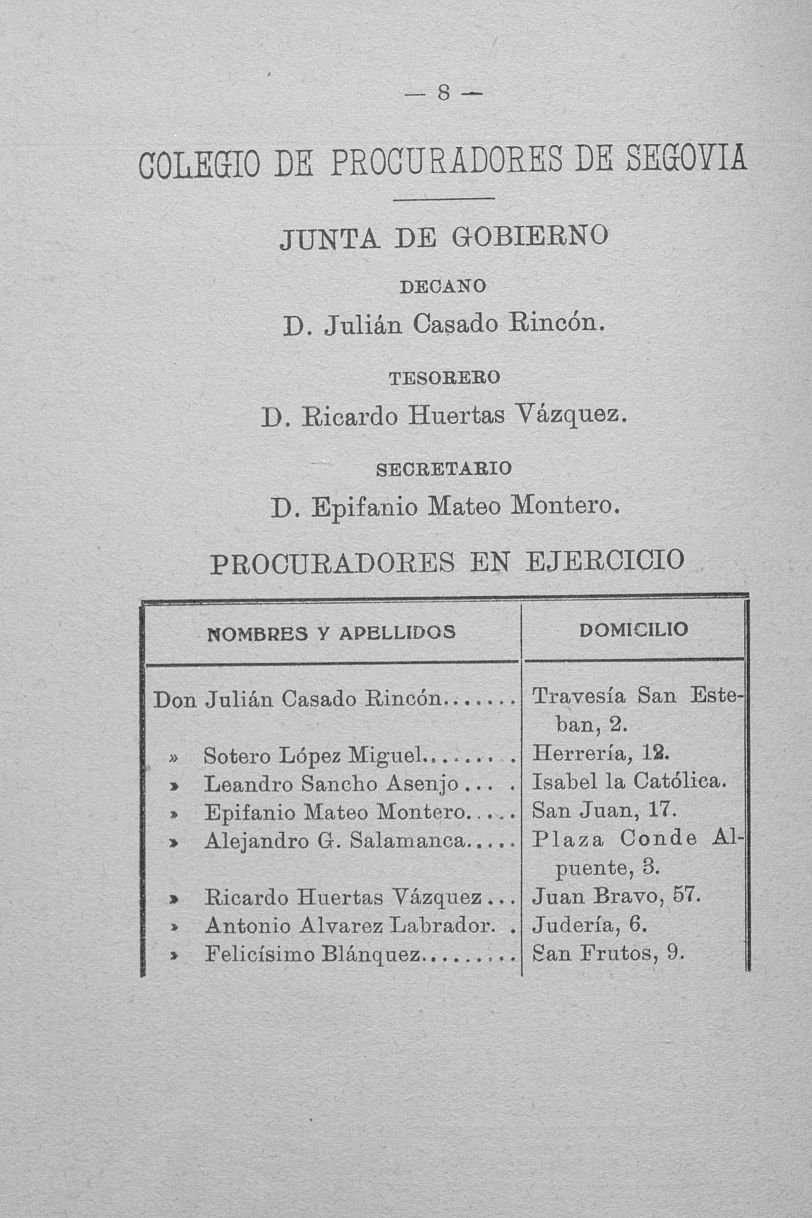 — 8 —
COLEGIO DE PROCURADORES DE SEGOVIA
JUNTA DE GOBIERNO
DECANO
D. Julián Casado Rincón.
TESORERO
D. Ricardo Huertas Vázquez.
SECRETARIO
D. Epifanio Mateo Montero.
PROCURADORES EN EJERCICIO
NOMBRES Y APELLIDOS DOMICILIO
Don Julián Casado Rincón....... Travesía San Este-
ban, 2.
» Sotero López Miguel......... Herrería, 12.
» Leandro Sancho Asenjo.... . Isabel la Católica.
» Epifanio Mateo Montero..... San Juan, 17.
» Alejandro G. Salamanca..... Plaza Conde Al-
puente, 3.
» Ricardo Huertas Vázquez... Juan Bravo, 57.
» Antonio Alvarez Labrador. . Judería, 6.
» Felicísimo Blánquez.......... San Frutos, 9.